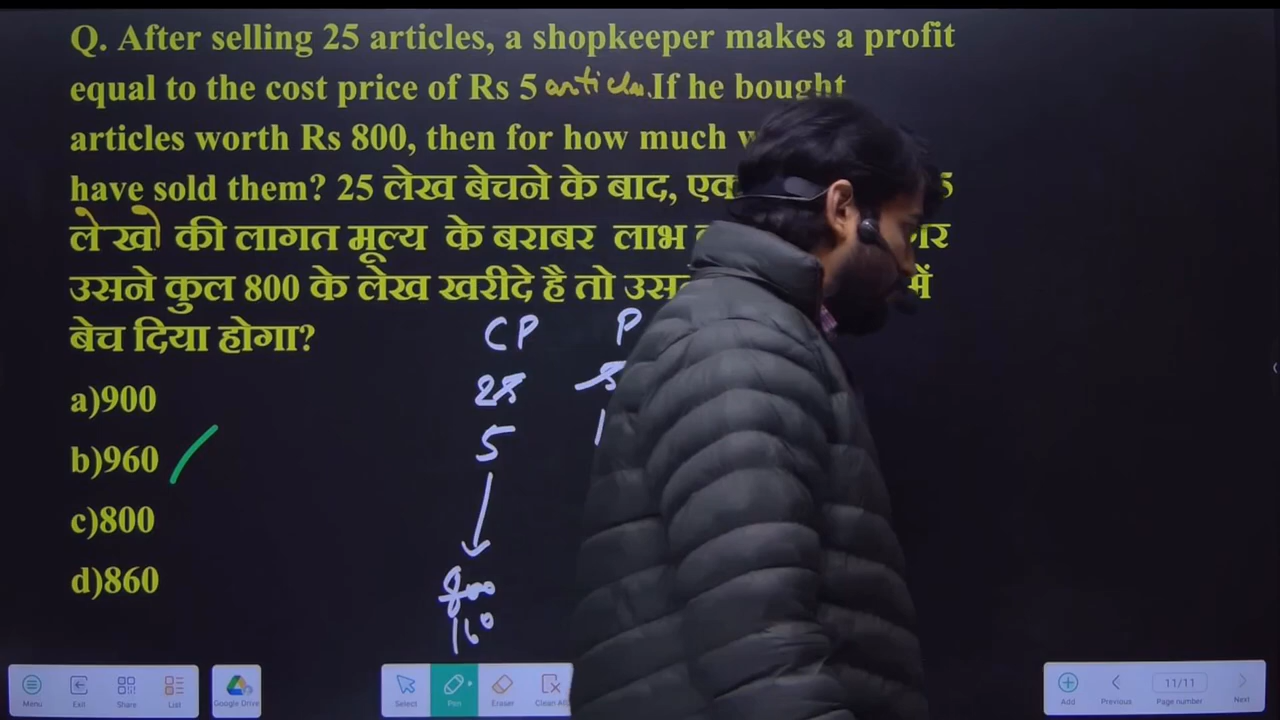 Q. After selling 25 articles, a shopkeeper makes a profit
equal to the cost price of Rs 5 articles. If he bought
articles worth Rs 800, then for how much
have sold them? 25 लेख बेचने के बाद, एक 5
लेखो की लागत मूल्य के बराबर लाभ
उसने कुल 800 के लेख खरीदे है तो में
बेच दिया होगा?
CP P
25 5
5 1
a)900
b)960
c)800
d)860
800
160
Menu Exit Share List Google Drive Select Pen Eraser Clean All Add Previous 11/11 Page number Next